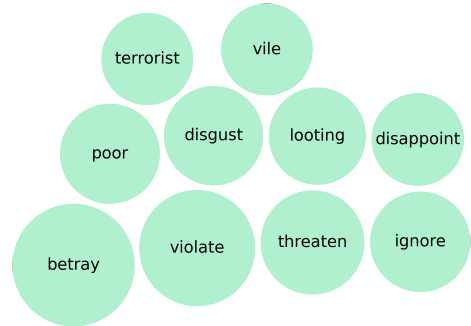 vile
terrorist
disgust
looting
disappoint
poor
ignore
threaten
violate
betray